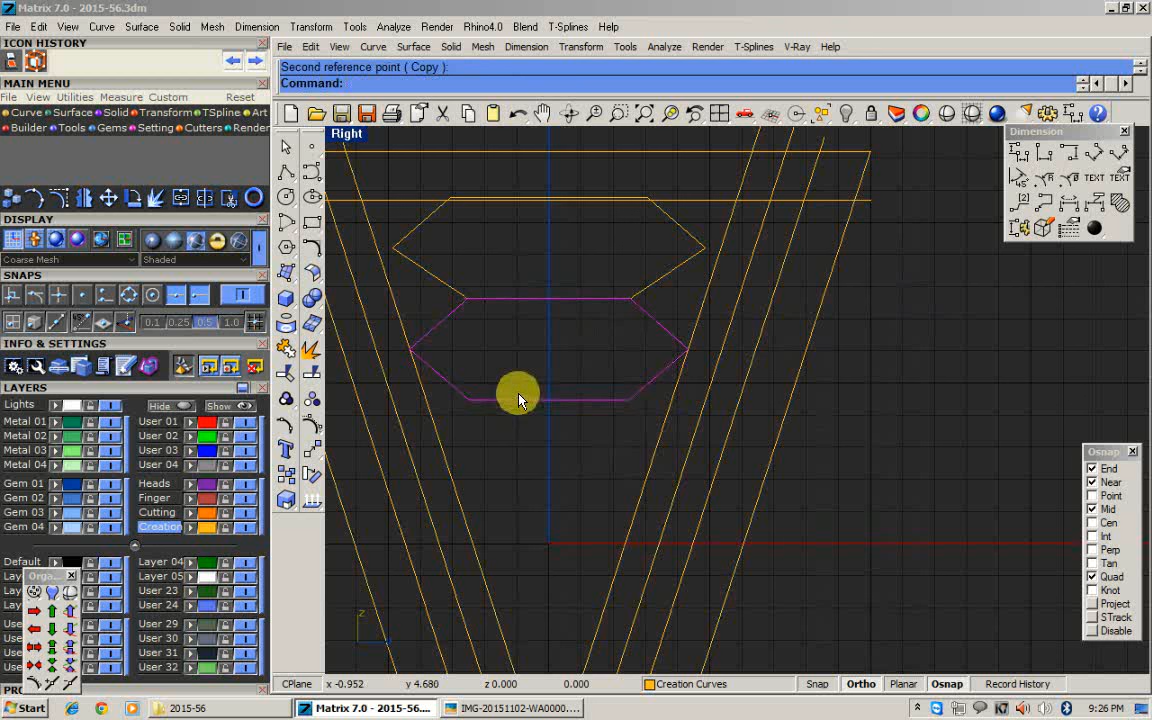 Matrix 7.0 - 2015-56.3dm
File Edit View Curve Surface Solid Mesh Dimension Transform Tools Analyze Render Rhino4.0 Blend T-Splines Help
ICON HISTORY
MAIN MENU
File View Utilities Measure Custom Reset
Curve Surface Solid Transform TSpline Art
Builder Tools Gems Setting Cutters Render
DISPLAY
Coarse Mesh Shaded
SNAPS
0.1 0.25 0.5 1.0
INFO & SETTINGS
LAYERS
Lights Hide Show
Metal 01 User 01
Metal 02 User 02
Metal 03 User 03
Metal 04 User 04
Gem 01 Heads
Gem 02 Finger
Gem 03 Cutting
Gem 04 Creation
Default Layer 04
Lay Layer 05
Orga...
Laye User 23
Laye User 24
Use User 29
Use User 30
Use User 31
Use User 32
PRO
File Edit View Curve Surface Solid Mesh Dimension Transform Tools Analyze Render T-Splines V-Ray Help
Second reference point ( Copy ):
Command:
Right
Dimension
TEXT TEXT
Osnap
End
Near
Point
Mid
Cen
Int
Perp
Tan
Quad
Knot
Project
STrack
Disable
z
CPlane x -0.952 y 4.680 z 0.000 0.000 Creation Curves Snap Ortho Planar Osnap Record History
Start 2015-56 Matrix 7.0 - 2015-56.... IMG-20151102-WA0000.... 9:26 PM